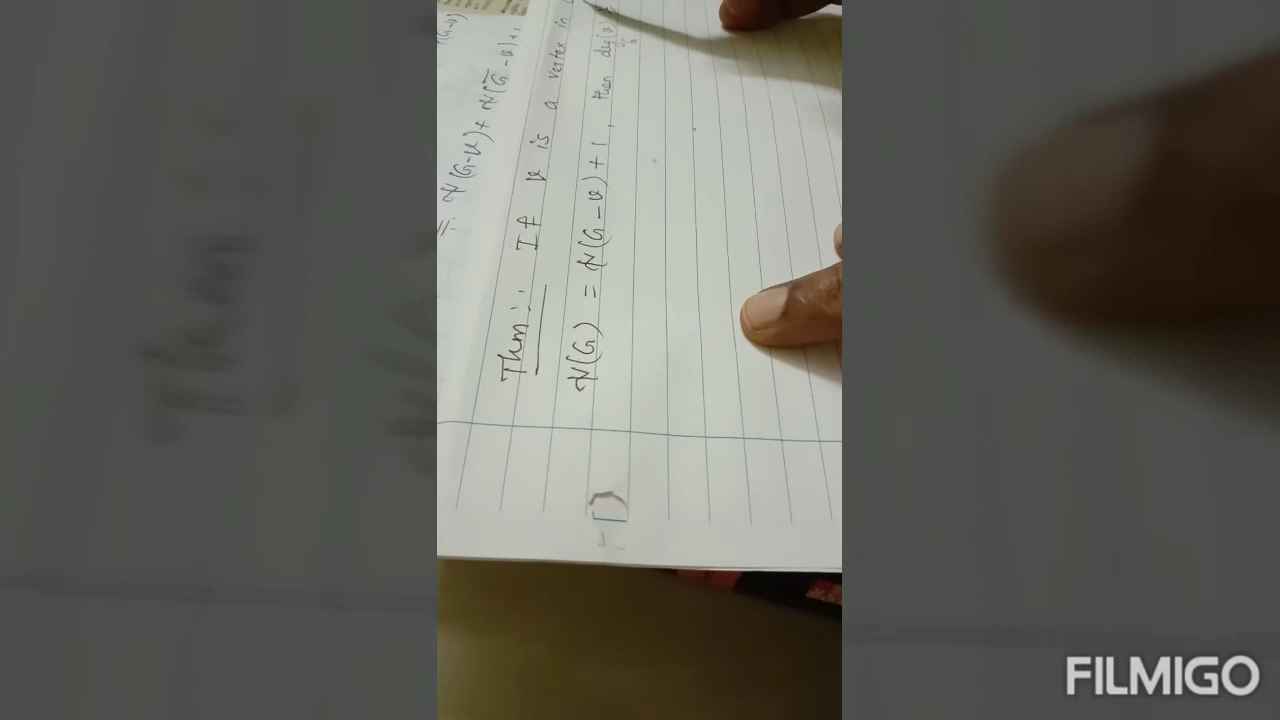 = χ(G-v) + χ(G̅-v)+1
Thm:. If v is a vertex in
χ(G) = χ(G-v)+1, then deg(v)
FILMIGO